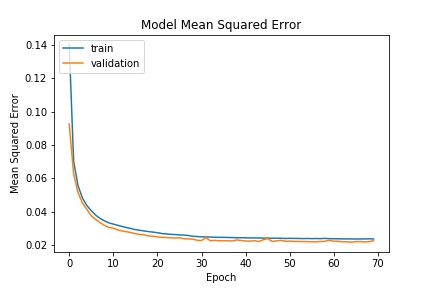 Model Mean Squared Error
train
validation
Mean Squared Error
0.14
0.12
0.10
0.08
0.06
0.04
0.02
0 10 20 30 40 50 60 70
Epoch